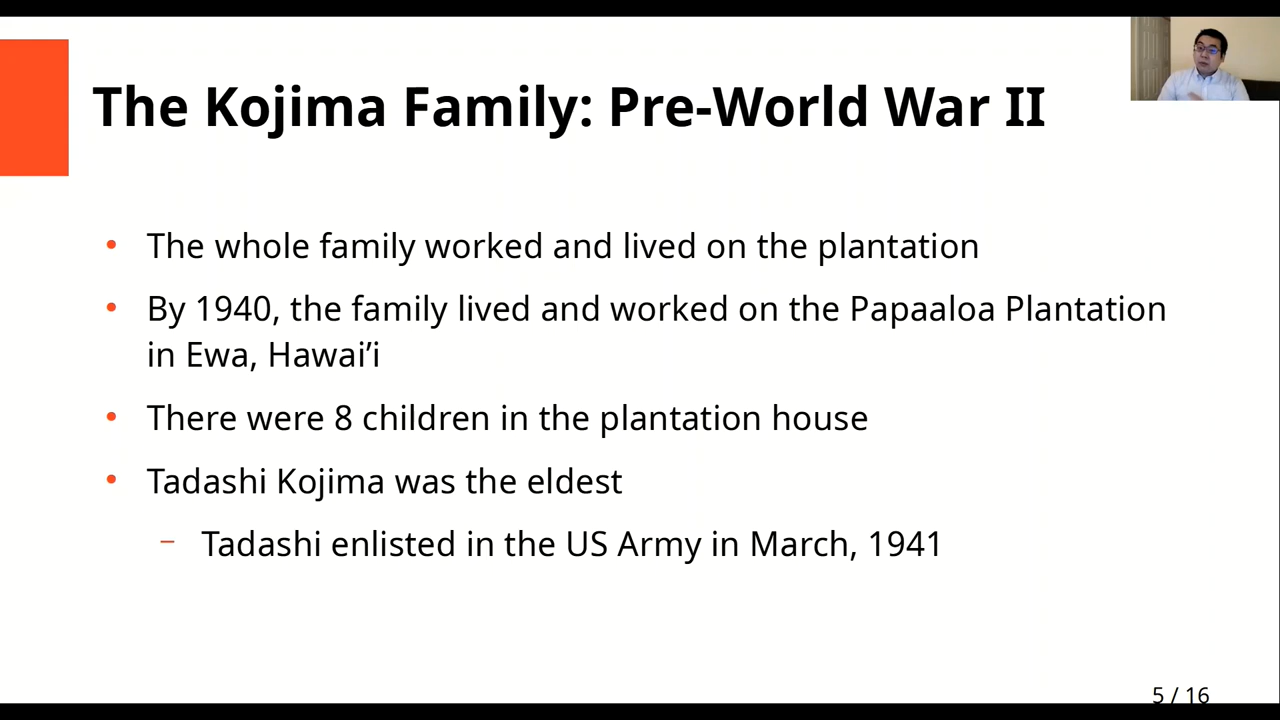 The Kojima Family: Pre-World War II
• The whole family worked and lived on the plantation
• By 1940, the family lived and worked on the Papaaloa Plantation
in Ewa, Hawai’i
• There were 8 children in the plantation house
• Tadashi Kojima was the eldest
– Tadashi enlisted in the US Army in March, 1941
5 / 16